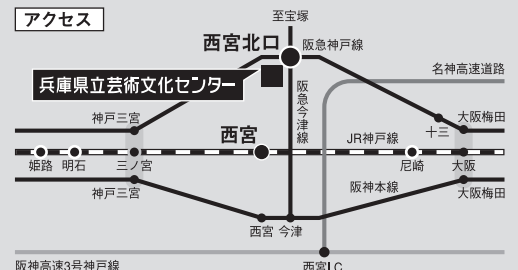 アクセス
至宝塚
西宮北口
阪急神戸線
名神高速道路
兵庫県立芸術文化センター
阪急今津線
神戸三宮
十三
大阪梅田
西宮
JR神戸線
姫路
明石
三ノ宮
尼崎
大阪
神戸三宮
阪神本線
大阪梅田
西宮
今津
阪神高速3号神戸線
西宮I.C